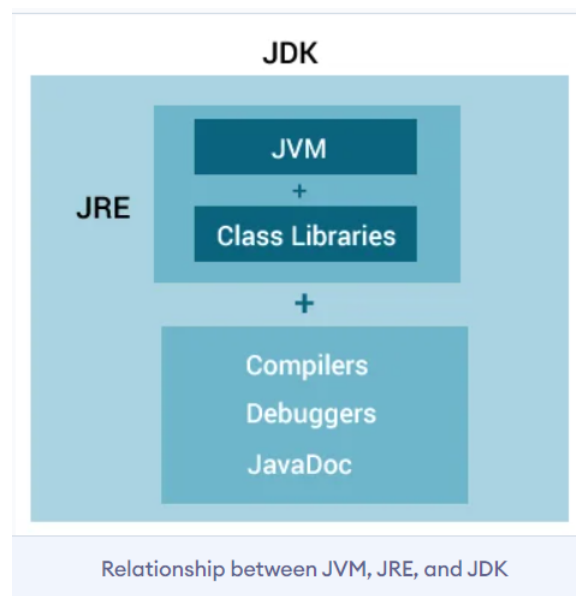 JDK
JVM
+
JRE
Class Libraries
+
Compilers
Debuggers
JavaDoc
Relationship between JVM, JRE, and JDK